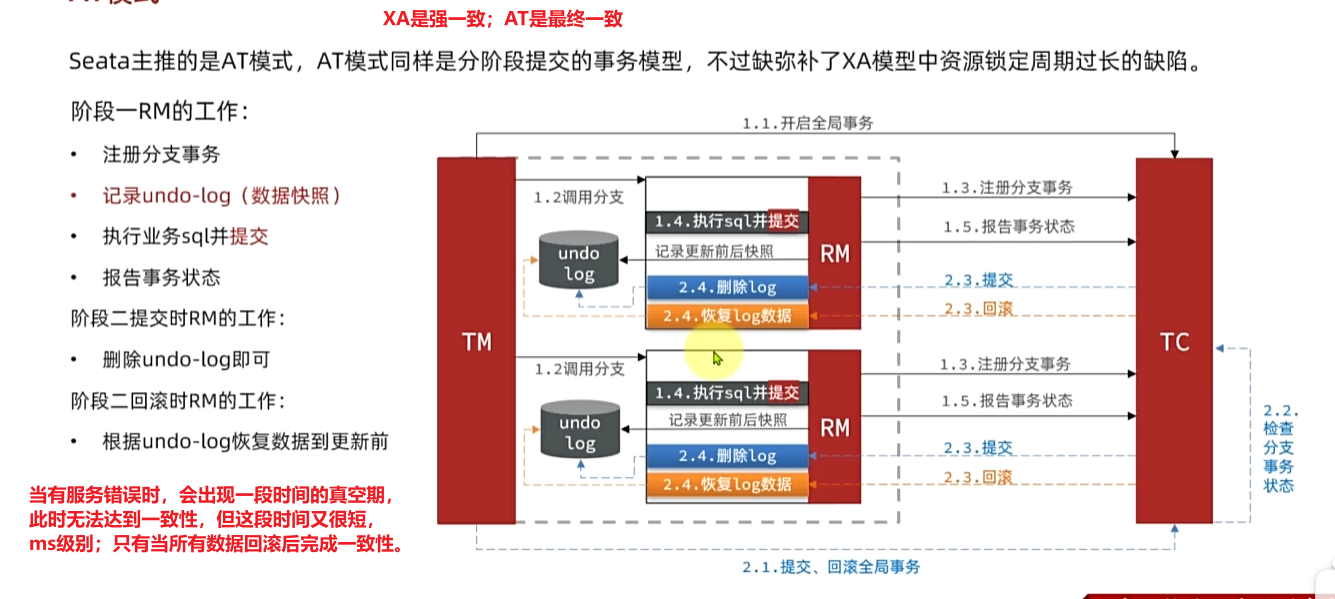 XA是强一致；AT是最终一致
Seata主推的是AT模式，AT模式同样是分阶段提交的事务模型，不过缺弥补了XA模型中资源锁定周期过长的缺陷。
阶段一RM的工作：
• 注册分支事务
• 记录undo-log（数据快照）
• 执行业务sql并提交
• 报告事务状态
阶段二提交时RM的工作：
• 删除undo-log即可
阶段二回滚时RM的工作：
• 根据undo-log恢复数据到更新前
当有服务错误时，会出现一段时间的真空期，
此时无法达到一致性，但这段时间又很短，
ms级别；只有当所有数据回滚后完成一致性。
1.1.开启全局事务
TM
1.2调用分支
1.4.执行sql并提交
记录更新前后快照
undo
log
2.4.删除log
2.4.恢复log数据
RM
1.3.注册分支事务
1.5.报告事务状态
2.3.提交
2.3.回滚
1.2调用分支
1.4.执行sql并提交
记录更新前后快照
undo
log
2.4.删除log
2.4.恢复log数据
RM
1.3.注册分支事务
1.5.报告事务状态
2.3.提交
2.3.回滚
TC
2.2.
检查
分支
事务
状态
2.1.提交、回滚全局事务